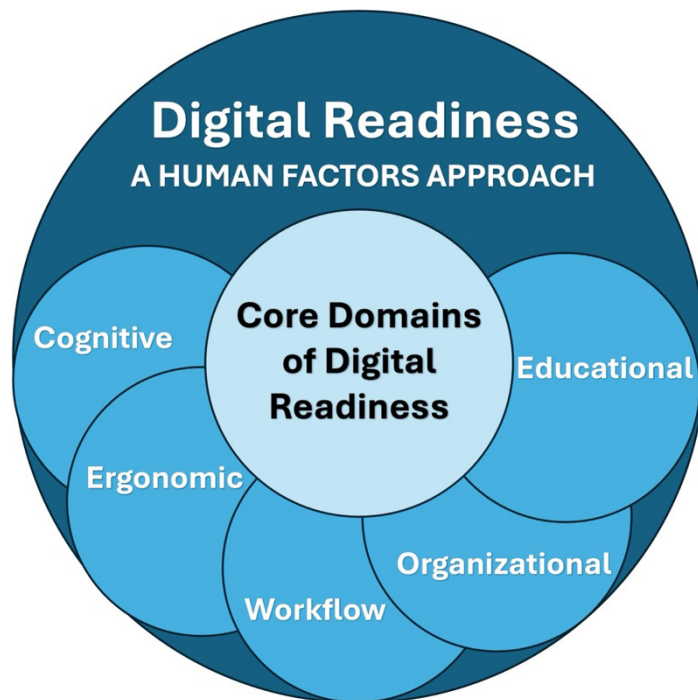 Digital Readiness
A HUMAN FACTORS APPROACH
Core Domains
of Digital
Readiness
Cognitive
Ergonomic
Workflow
Organizational
Educational